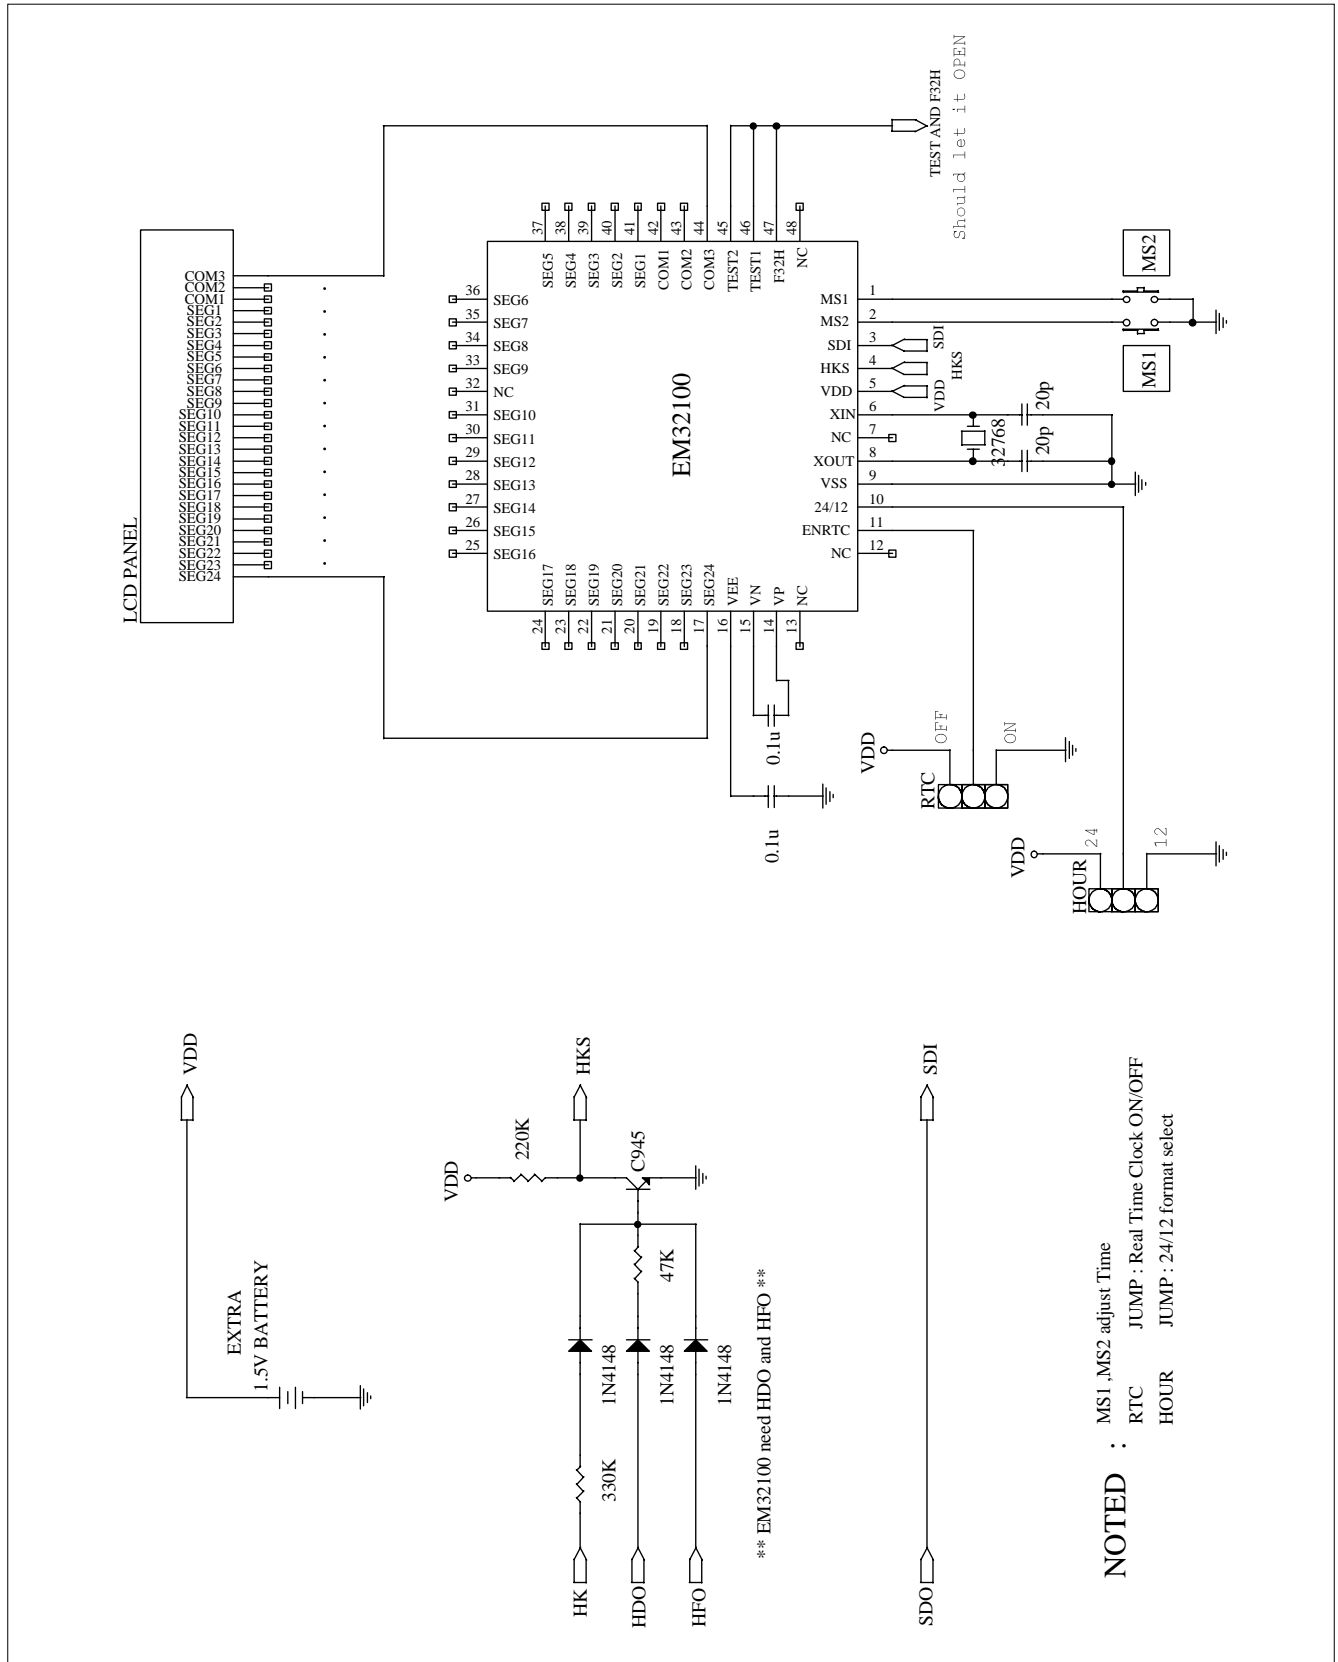 LCD PANEL
COM3
COM2
COM1
SEG1
SEG2
SEG3
SEG4
SEG5
SEG6
SEG7
SEG8
SEG9
SEG10
SEG11
SEG12
SEG13
SEG14
SEG15
SEG16
SEG17
SEG18
SEG19
SEG20
SEG21
SEG22
SEG23
SEG24
EM32100
37 SEG5
38 SEG4
39 SEG3
40 SEG2
41 SEG1
42 COM1
43 COM2
44 COM3
45 TEST2
46 TEST1
47 F32H
48 NC
TEST AND F32H
Should let it OPEN
36 SEG6
35 SEG7
34 SEG8
33 SEG9
32 NC
31 SEG10
30 SEG11
29 SEG12
28 SEG13
27 SEG14
26 SEG15
25 SEG16
MS1 1
MS2 2
SDI 3
HKS 4
VDD 5
XIN 6
NC 7
XOUT 8
VSS 9
24/12 10
ENRTC 11
NC 12
SDI
HKS
VDD
MS2
MS1
20p
32768
20p
24 SEG17
23 SEG18
22 SEG19
21 SEG20
20 SEG21
19 SEG22
18 SEG23
17 SEG24
16 VEE
15 VN
14 VP
13 NC
0.1u
0.1u
VDD
OFF
RTC
ON
VDD
24
HOUR
12
VDD
EXTRA
1.5V BATTERY
VDD
220K
HKS
C945
47K
1N4148
1N4148
1N4148
330K
HK
HDO
HFO
** EM32100 need HDO and HFO **
SDO
SDI
NOTED : MS1 ,MS2 adjust Time
RTC JUMP : Real Time Clock ON/OFF
HOUR JUMP : 24/12 format select